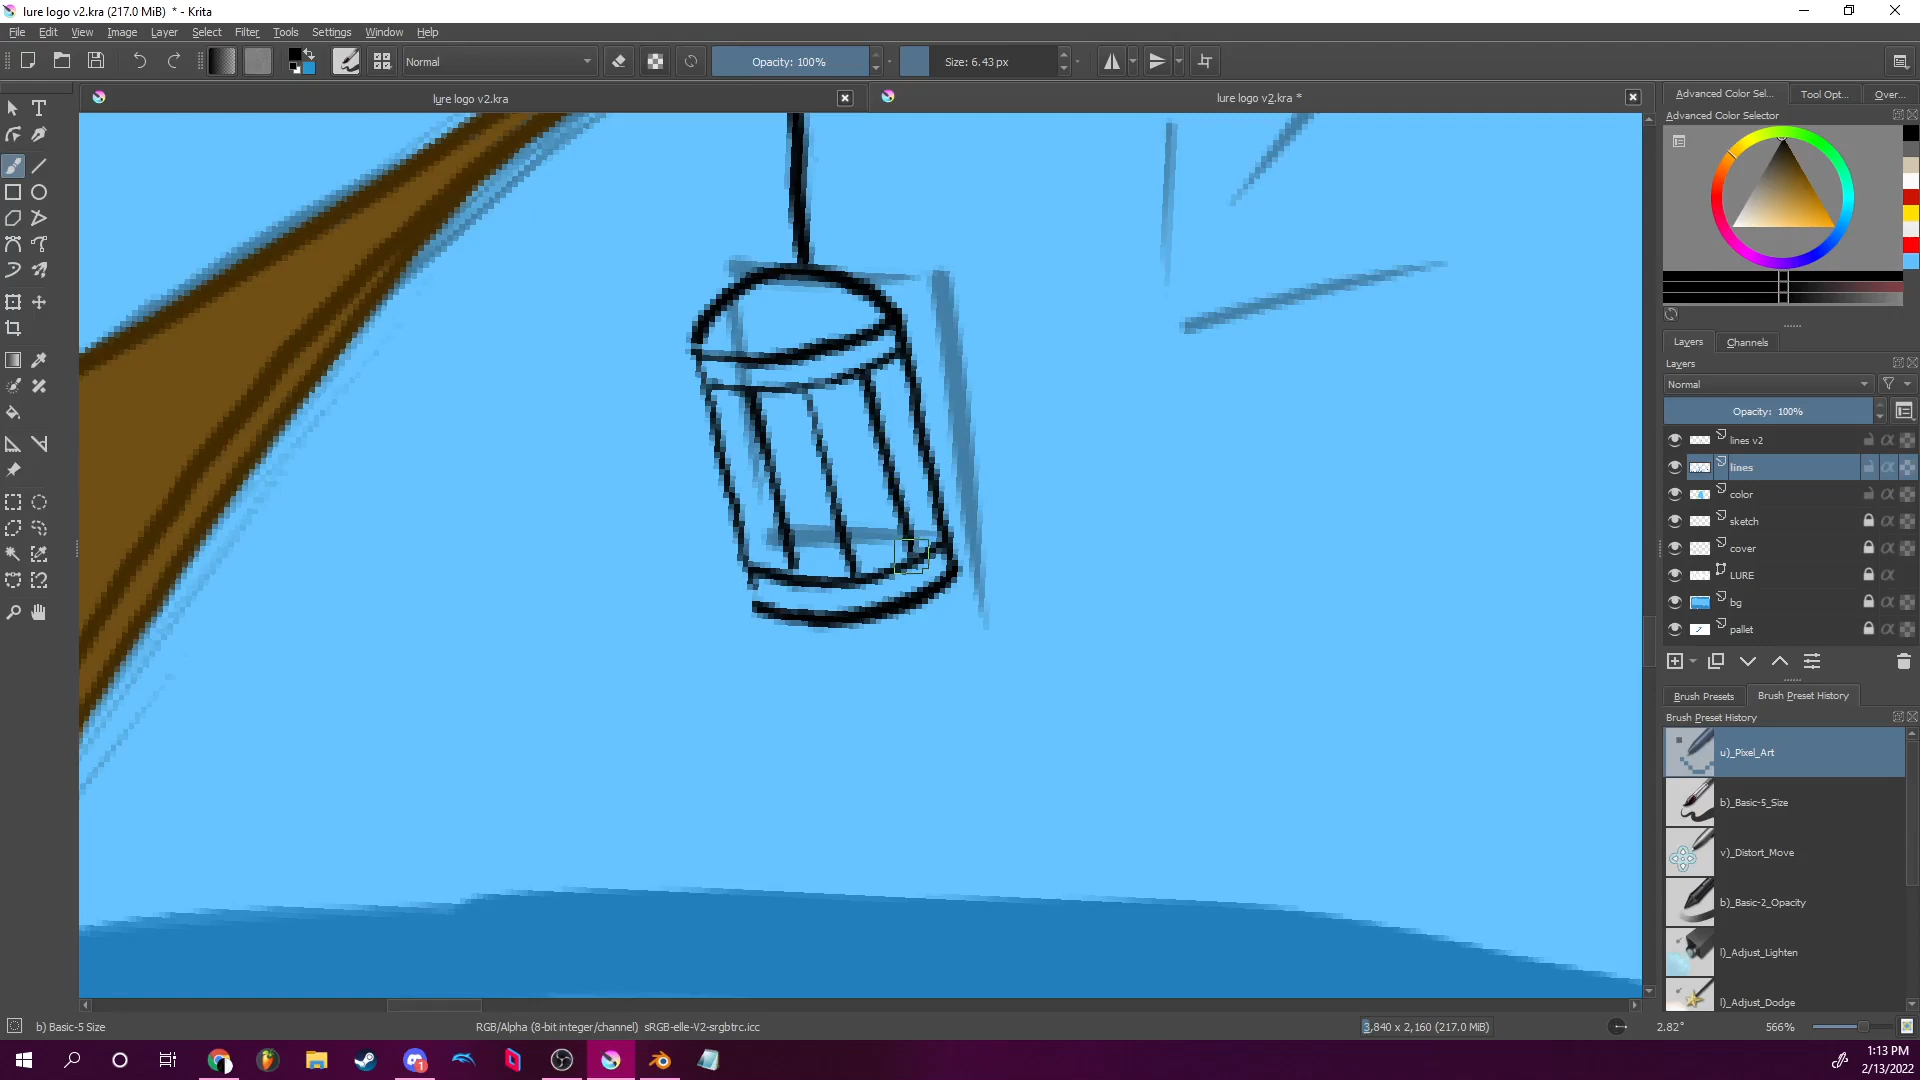 lure logo v2.kra (217.0 MiB)  * - Krita
File Edit View Image Layer Select Filter Tools Settings Window Help
Normal
Opacity: 100%
Size: 6.43 px
lure logo v2.kra
lure logo v2.kra *
Advanced Color Sel...
Tool Opt...
Over...
Advanced Color Selector
Layers
Channels
Layers
Normal
Opacity: 100%
lines v2
lines
color
sketch
cover
LURE
bg
pallet
Brush Presets
Brush Preset History
Brush Preset History
u)_Pixel_Art
b)_Basic-5_Size
v)_Distort_Move
b)_Basic-2_Opacity
l)_Adjust_Lighten
l)_Adjust_Dodge
b) Basic-5 Size
RGB/Alpha (8-bit integer/channel)  sRGB-elle-V2-srgbtrc.icc
3,840 x 2,160 (217.0 MiB)
2.82°
566%
1:13 PM
2/13/2022